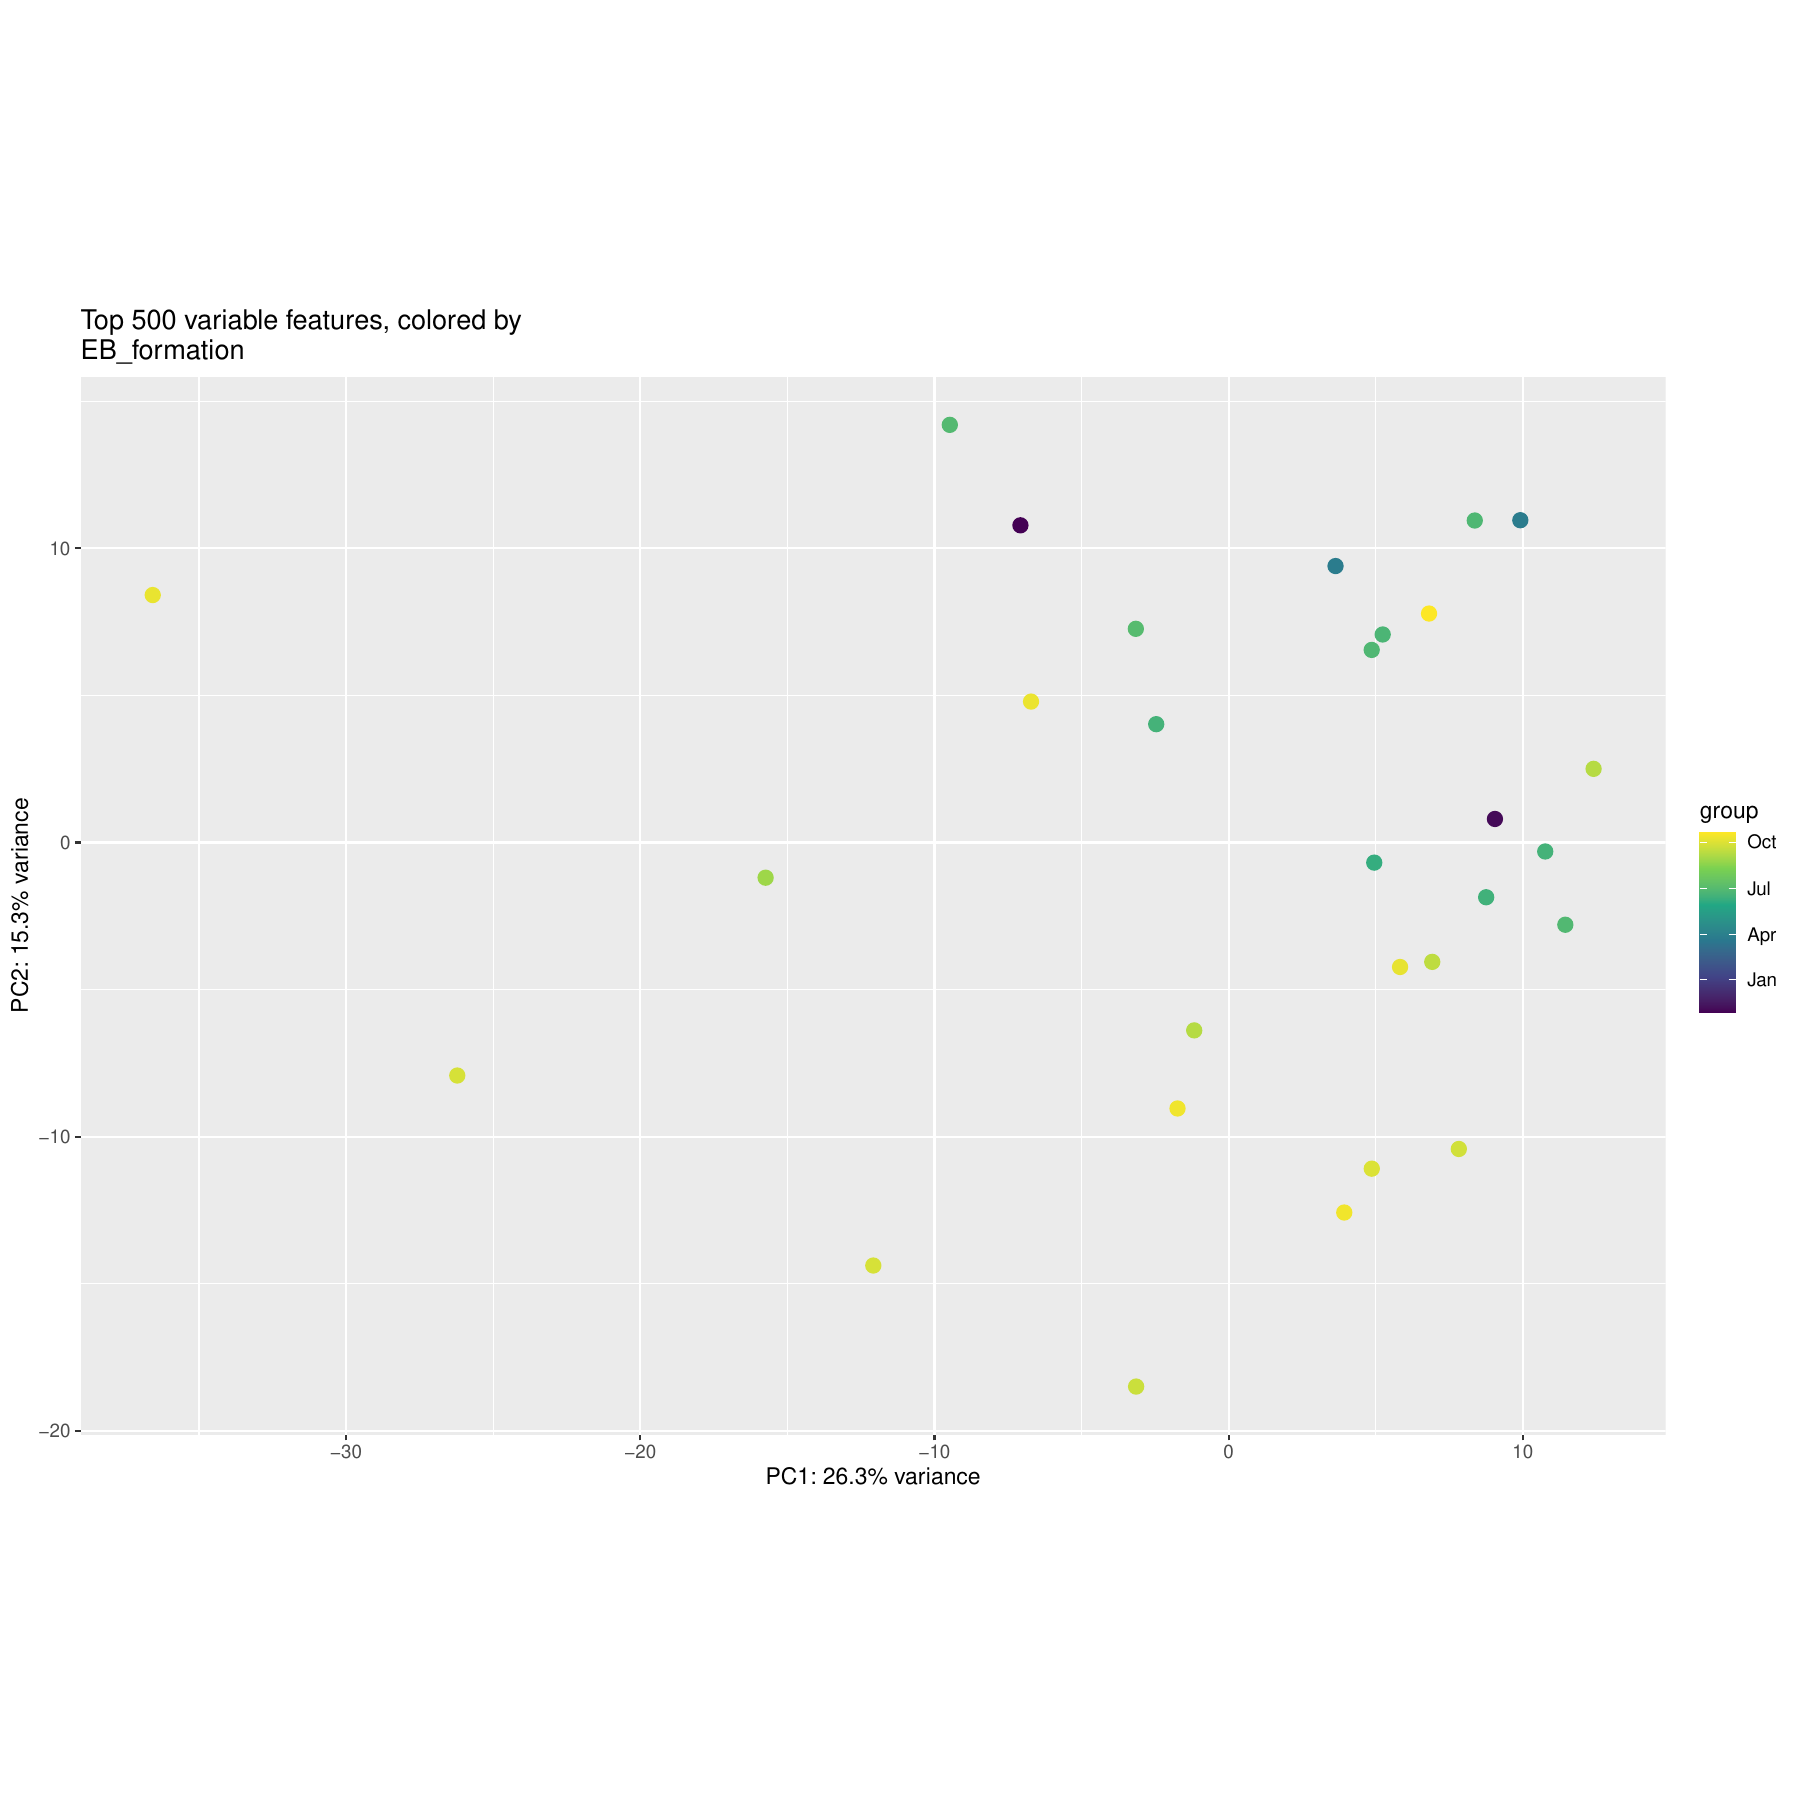 Top 500 variable features, colored by
EB_formation
10
0
−10
−20
PC2: 15.3% variance
−30
−20
−10
0
10
PC1: 26.3% variance
group
Oct
Jul
Apr
Jan